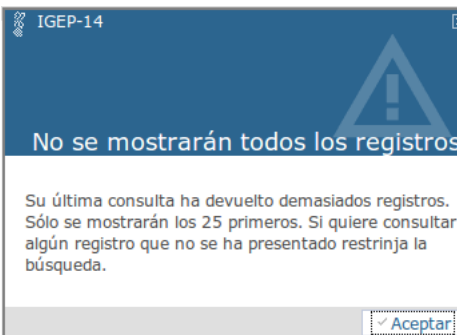 IGEP-14
No se mostrarán todos los registros
Su última consulta ha devuelto demasiados registros.
Sólo se mostrarán los 25 primeros. Si quiere consultar
algún registro que no se ha presentado restrinja la
búsqueda.
Aceptar